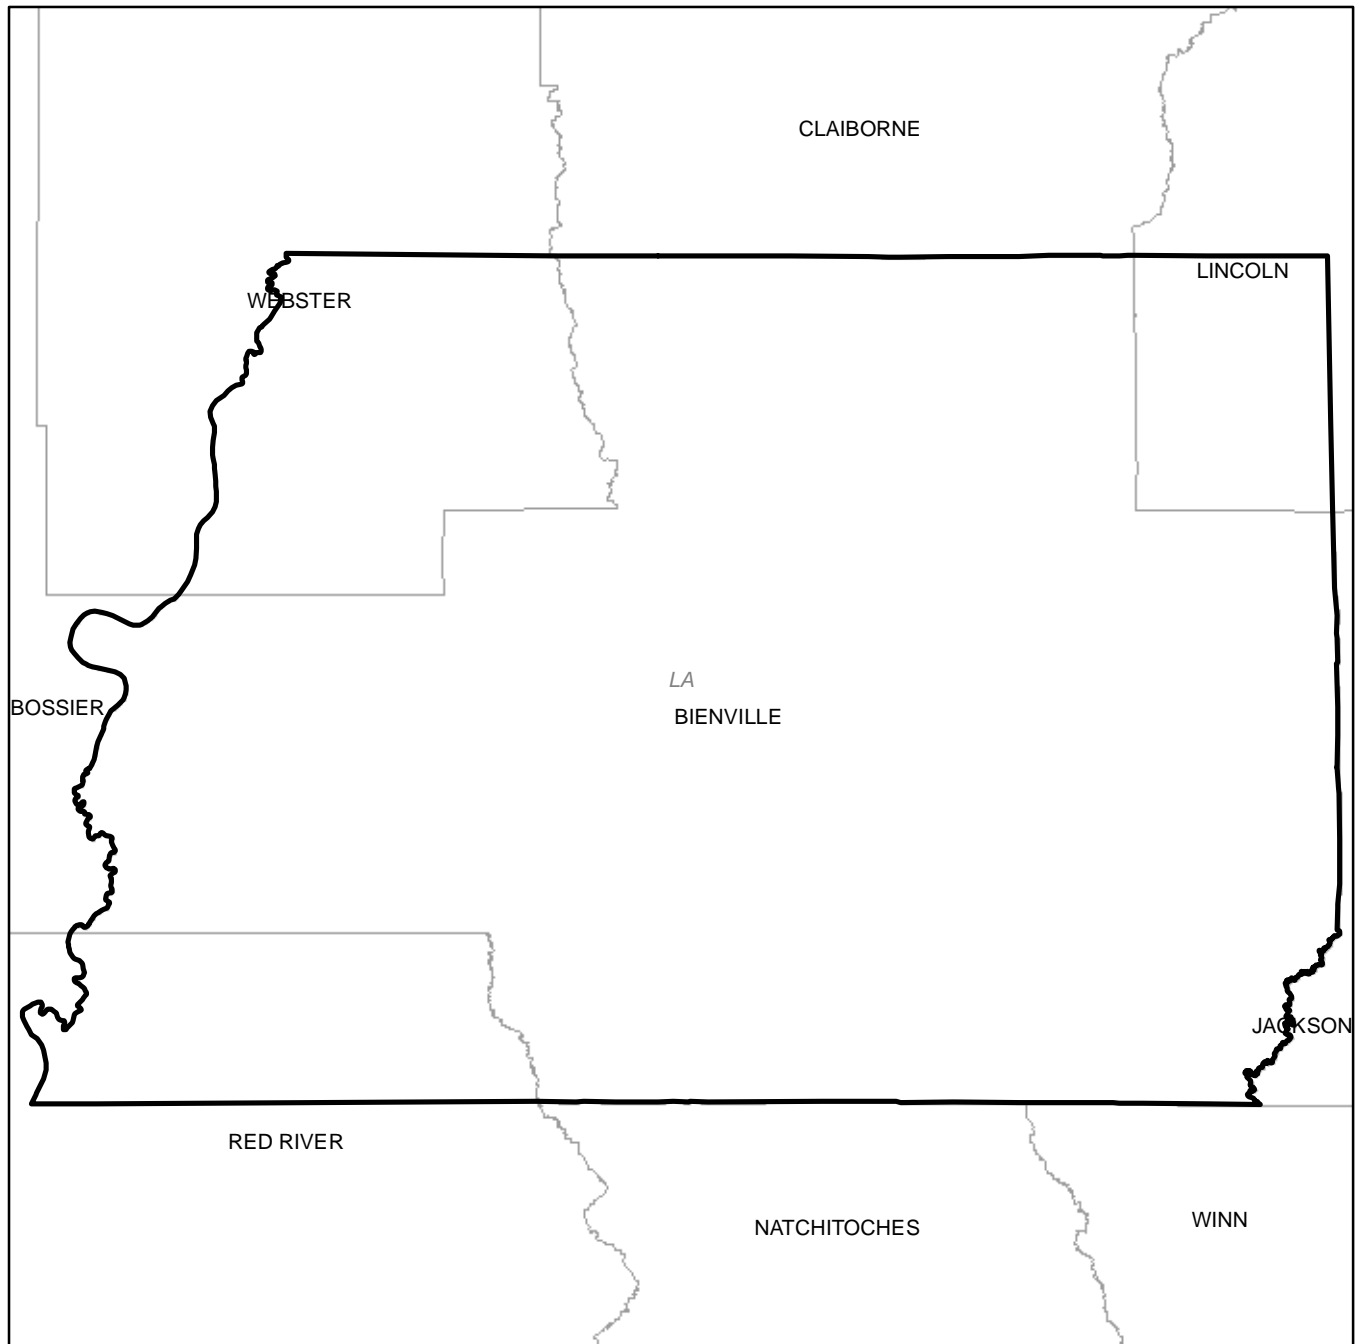 CLAIBORNE
LINCOLN
WEBSTER
LA
BOSSIER
BIENVILLE
JACKSON
RED RIVER
WINN
NATCHITOCHES